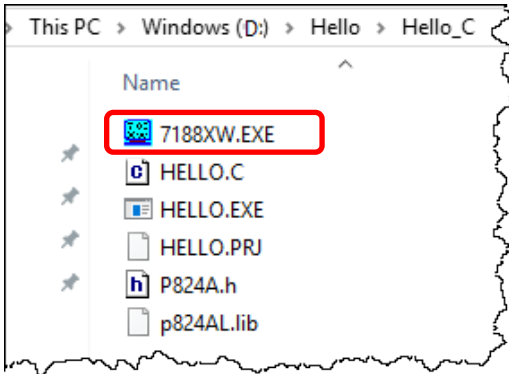 This PC > Windows (D:) > Hello > Hello_C
Name
7188XW.EXE
HELLO.C
HELLO.EXE
HELLO.PRJ
P824A.h
p824AL.lib